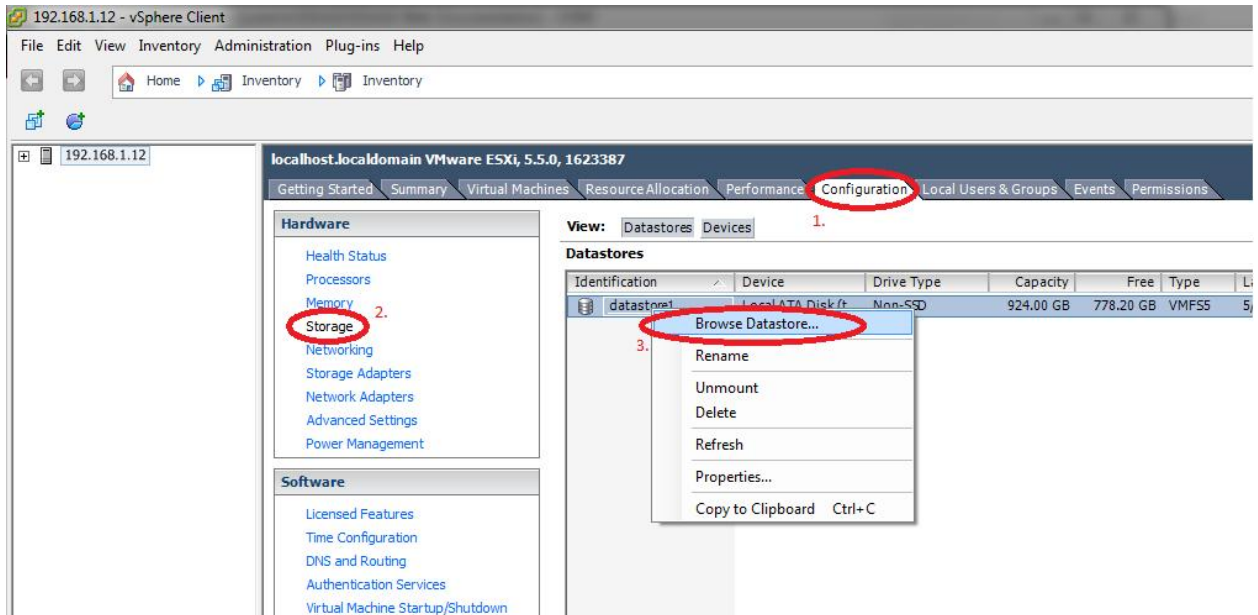 192.168.1.12 - vSphere Client
File Edit View Inventory Administration Plug-ins Help
Home Inventory Inventory
192.168.1.12
localhost.localdomain VMware ESXi, 5.5.0, 1623387
Getting Started Summary Virtual Machines Resource Allocation Performance Configuration Local Users & Groups Events Permissions
1.
Hardware
Health Status
Processors
Memory
2.
Storage
Networking
Storage Adapters
Network Adapters
Advanced Settings
Power Management
Software
Licensed Features
Time Configuration
DNS and Routing
Authentication Services
Virtual Machine Startup/Shutdown
View: Datastores Devices
Datastores
Identification Device Drive Type Capacity Free Type
datastore1 Local ATA Disk (t Non-SSD 924.00 GB 778.20 GB VMFS5 5/
3.
Browse Datastore...
Rename
Unmount
Delete
Refresh
Properties...
Copy to Clipboard Ctrl+C